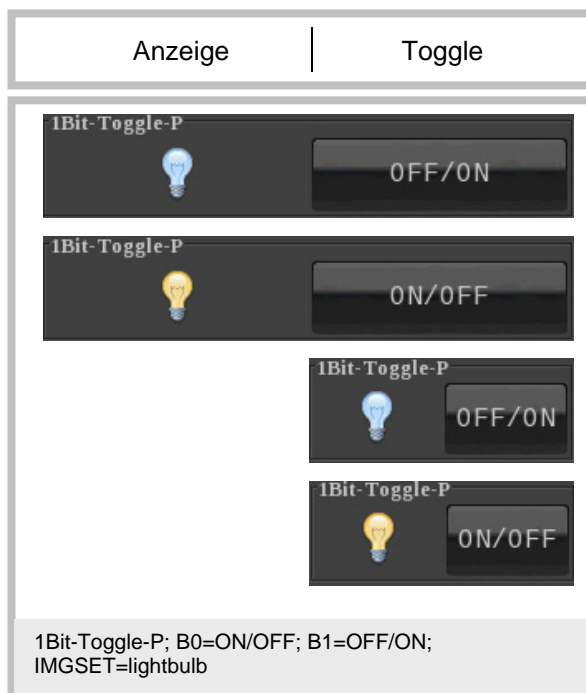 Anzeige Toggle
1Bit-Toggle-P
OFF/ON
1Bit-Toggle-P
ON/OFF
1Bit-Toggle-P
OFF/ON
1Bit-Toggle-P
ON/OFF
1Bit-Toggle-P; B0=ON/OFF; B1=OFF/ON;
IMGSET=lightbulb